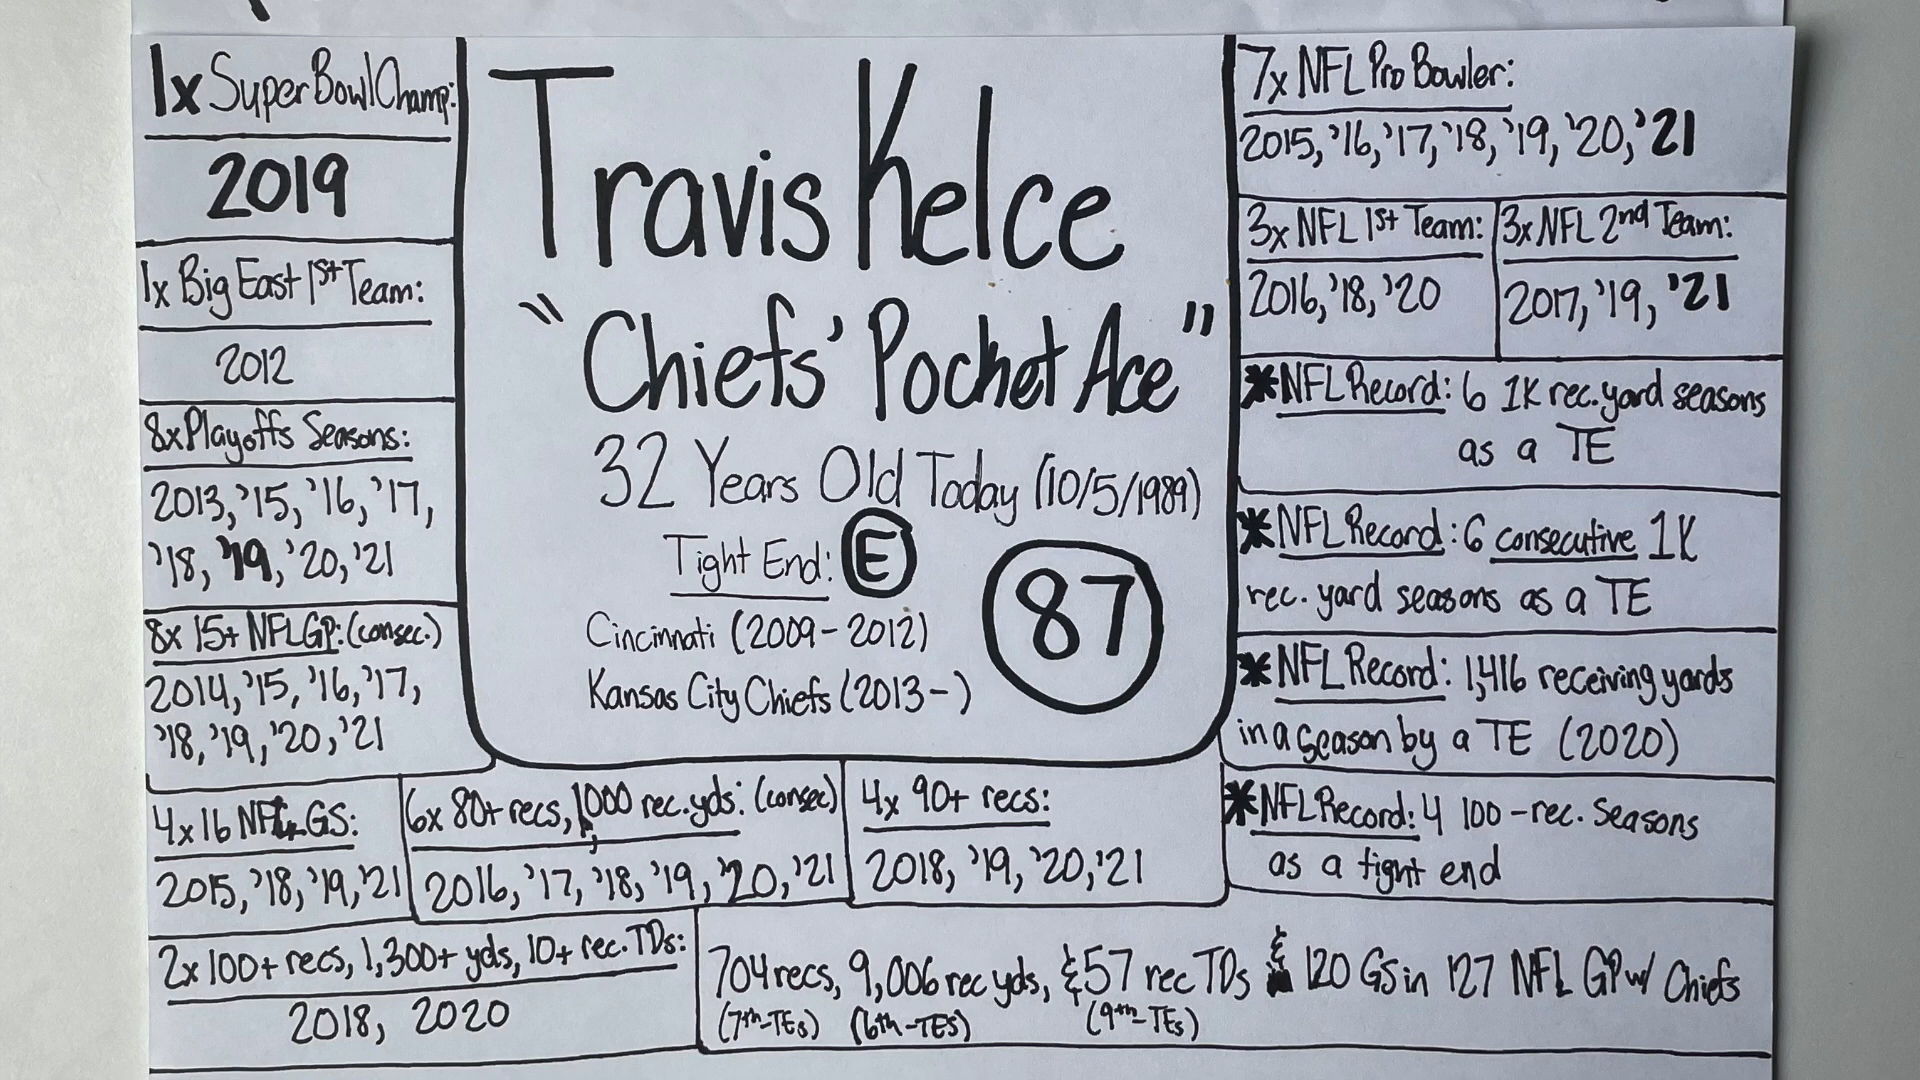 1x Super Bowl Champ:
2019
1x Big East 1st Team:
2012
8x Playoffs Seasons:
2013, '15, '16, '17,
'18, '19, '20, '21
8x 15+ NFL GP: (consec.)
2014, '15, '16, '17,
'18, '19, '20, '21
Travis Kelce
"Chiefs' Pocket Ace"
32 Years Old Today (10/5/1989)
Tight End: E
87
Cincinnati (2009-2012)
Kansas City Chiefs (2013-)
7x NFL Pro Bowler:
2015, '16, '17, '18, '19, '20, '21
3x NFL 1st Team:
2016, '18, '20
3x NFL 2nd Team:
2017, '19, '21
*NFL Record: 6 1K rec. yard seasons
as a TE
*NFL Record: 6 consecutive 1K
rec. yard seasons as a TE
*NFL Record: 1,416 receiving yards
in a season by a TE (2020)
*NFL Record: 4 100-rec. seasons
as a tight end
4x 16 NFL GS:
2015, '18, '19, '21
6x 80+ recs, 1,000 rec. yds: (consec)
2016, '17, '18, '19, '20, '21
4x 90+ recs:
2018, '19, '20, '21
2x 100+ recs, 1,300+ yds, 10+ rec. TDs:
2018, 2020
704 recs, 9,006 rec yds, & 57 rec TDs & 120 GS in 127 NFL GP w/ Chiefs
(7th-TEs) (6th-TEs) (9th-TEs)